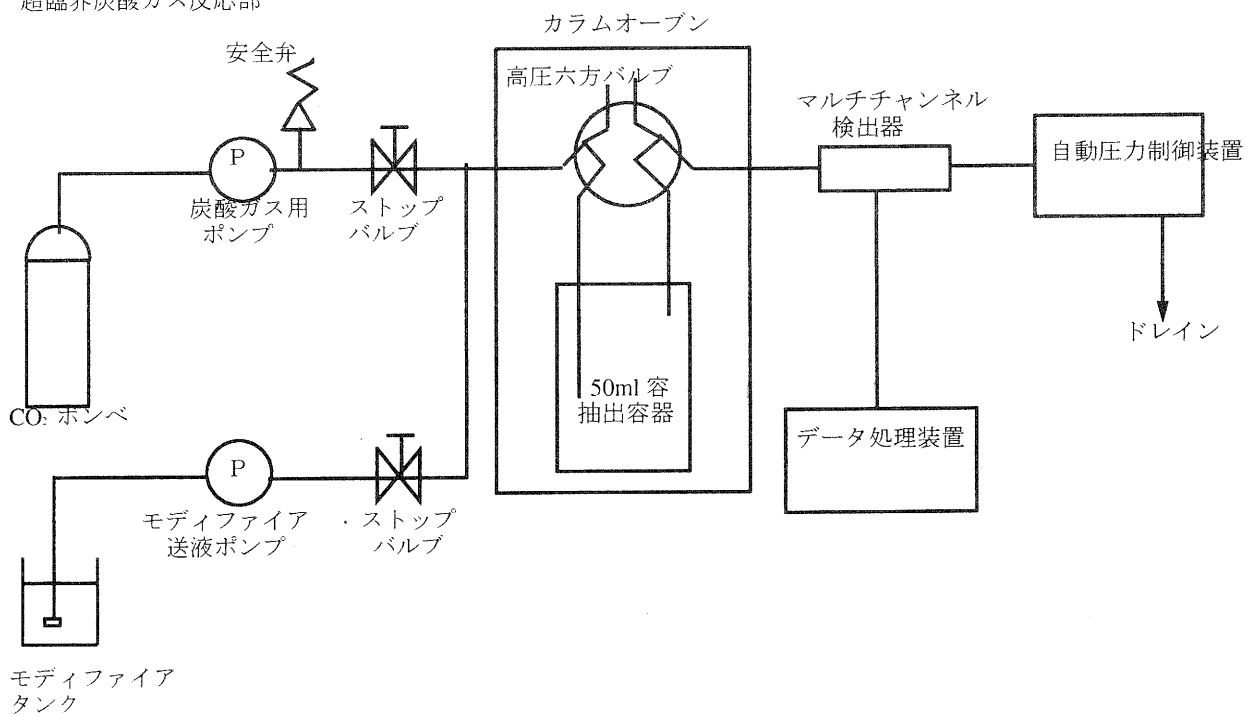 超臨界炭酸ガス反応部
カラムオーブン
安全弁
高圧六方バルブ
マルチチャンネル
検出器
自動圧力制御装置
P
炭酸ガス用
ポンプ
ストップ
バルブ
ドレイン
50ml 容
抽出容器
CO₂ ボンベ
データ処理装置
P
モディファイア
送液ポンプ
ストップ
バルブ
モディファイア
タンク